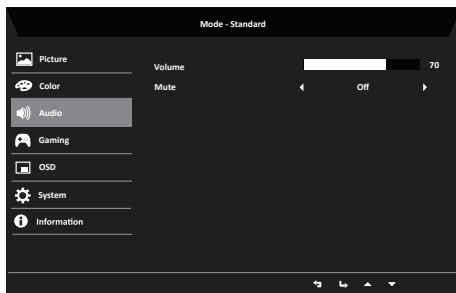 Mode - Standard
Picture
Color
Audio
Gaming
OSD
System
Information
Volume 70
Mute Off